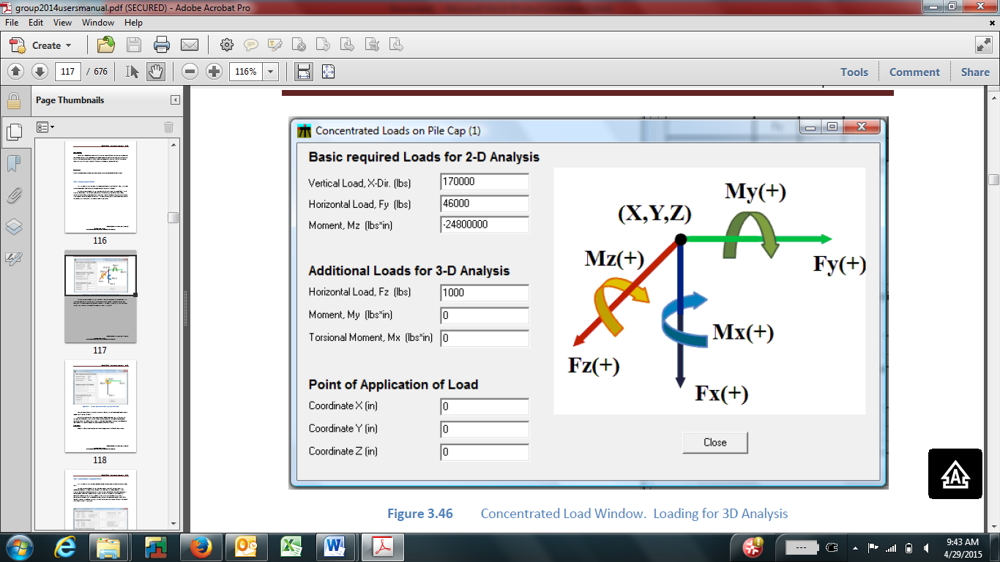 group2014usersmanual.pdf (SECURED) - Adobe Acrobat Pro
File Edit View Window Help
Create
117 / 676 116% Tools Comment Share
Page Thumbnails
116
117
118
Concentrated Loads on Pile Cap (1)
Basic required Loads for 2-D Analysis
Vertical Load, X-Dir. (lbs) 170000
Horizontal Load, Fy (lbs) 46000
Moment, Mz (lbs*in) -24800000
Additional Loads for 3-D Analysis
Horizontal Load, Fz (lbs) 1000
Moment, My (lbs*in) 0
Torsional Moment, Mx (lbs*in) 0
Point of Application of Load
Coordinate X (in) 0
Coordinate Y (in) 0
Coordinate Z (in) 0
My(+)
(X,Y,Z)
Mz(+)
Fy(+)
Mx(+)
Fz(+)
Fx(+)
Close
Figure 3.46 Concentrated Load Window. Loading for 3D Analysis
9:43 AM
4/29/2015